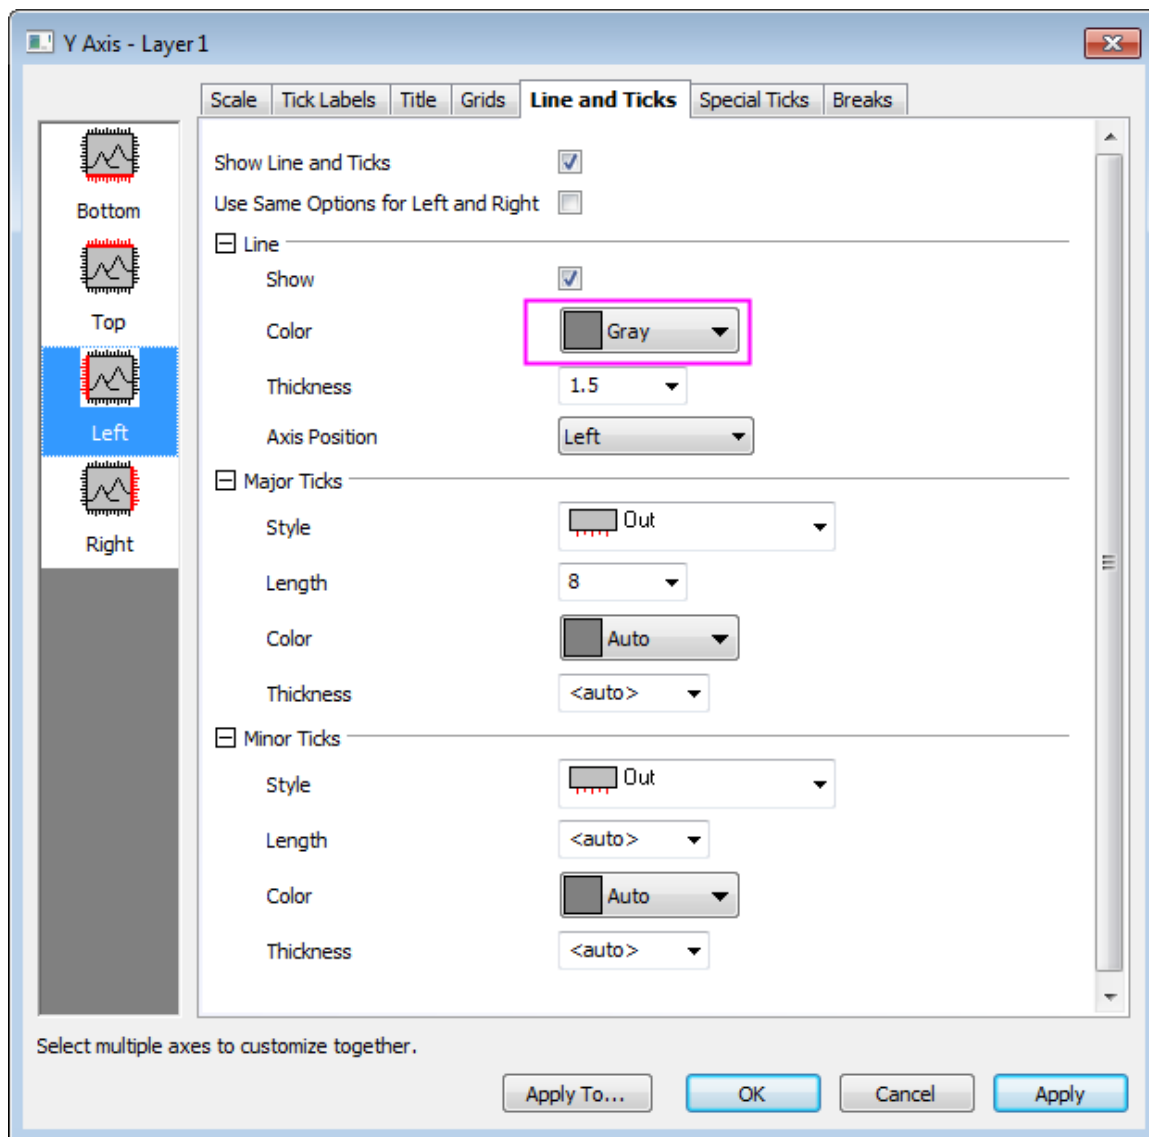 Y Axis - Layer1
Scale Tick Labels Title Grids Line and Ticks Special Ticks Breaks
Bottom
Top
Left
Right
Show Line and Ticks
Use Same Options for Left and Right
Line
Show
Color Gray
Thickness 1.5
Axis Position Left
Major Ticks
Style Out
Length 8
Color Auto
Thickness <auto>
Minor Ticks
Style Out
Length <auto>
Color Auto
Thickness <auto>
Select multiple axes to customize together.
Apply To... OK Cancel Apply